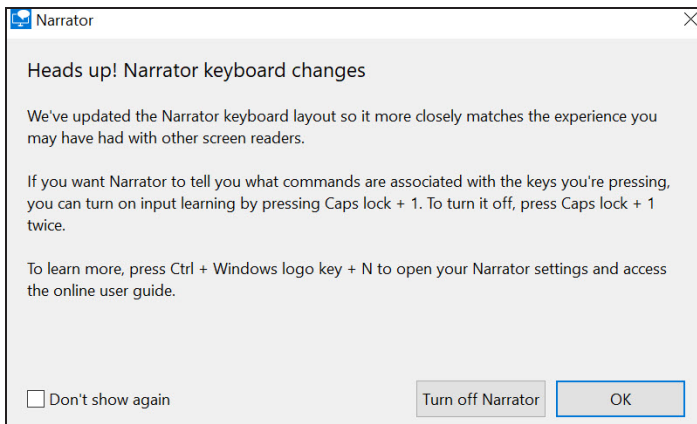 Narrator
Heads up! Narrator keyboard changes
We've updated the Narrator keyboard layout so it more closely matches the experience you
may have had with other screen readers.
If you want Narrator to tell you what commands are associated with the keys you're pressing,
you can turn on input learning by pressing Caps lock + 1. To turn it off, press Caps lock + 1
twice.
To learn more, press Ctrl + Windows logo key + N to open your Narrator settings and access
the online user guide.
Don't show again
Turn off Narrator
OK